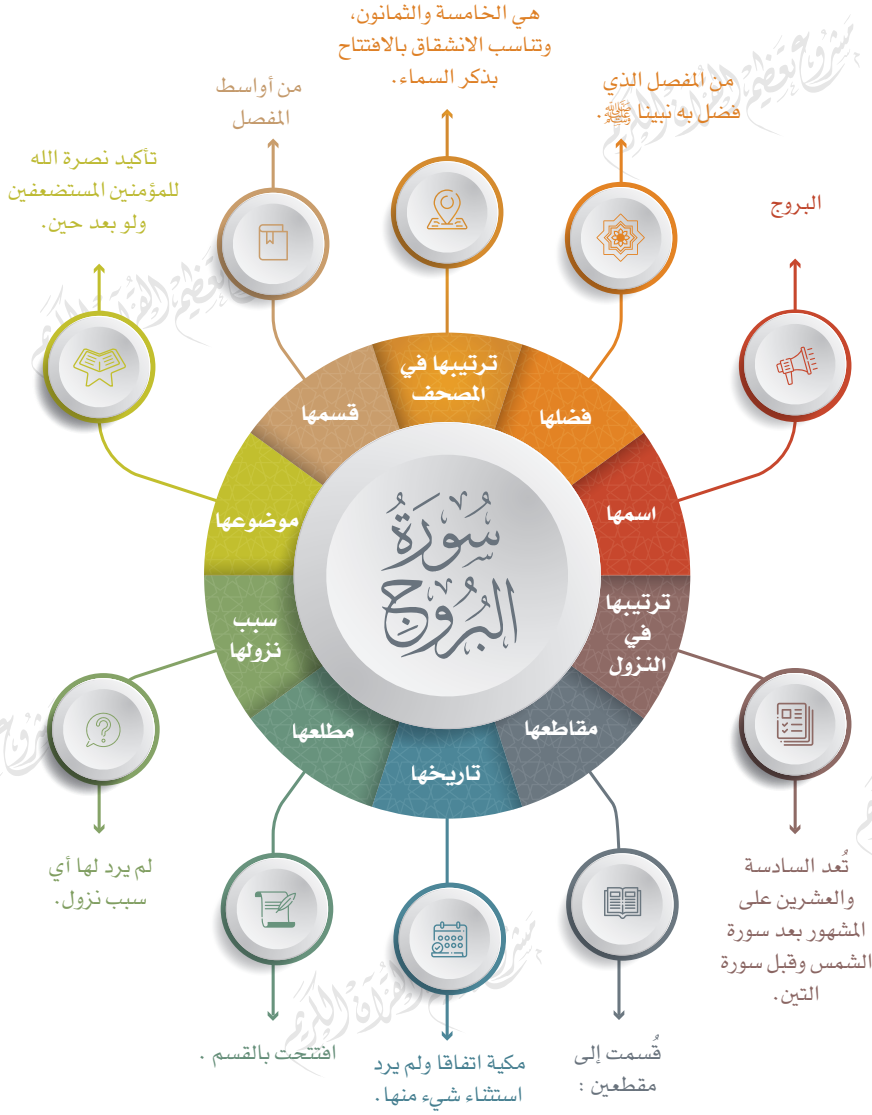 سُورَةُ
البُرُوجِ
اسمها
البروج
فضلها
من المفصل الذي
فضل به نبينا ﷺ.
ترتيبها في
المصحف
هي الخامسة والثمانون،
وتناسب الانشقاق بالافتتاح
بذكر السماء.
قسمها
من أواسط
المفصل
موضوعها
تأكيد نصرة الله
للمؤمنين المستضعفين
ولو بعد حين.
سبب
نزولها
لم يرد لها أي
سبب نزول.
مطلعها
افتتحت بالقسم .
تاريخها
مكية اتفاقا ولم يرد
استثناء شيء منها.
مقاطعها
قُسمت إلى
مقطعين :
ترتيبها
في
النزول
تُعد السادسة
والعشرين على
المشهور بعد سورة
الشمس وقبل سورة
التين.
مشروع تعظيم القرآن الكريم